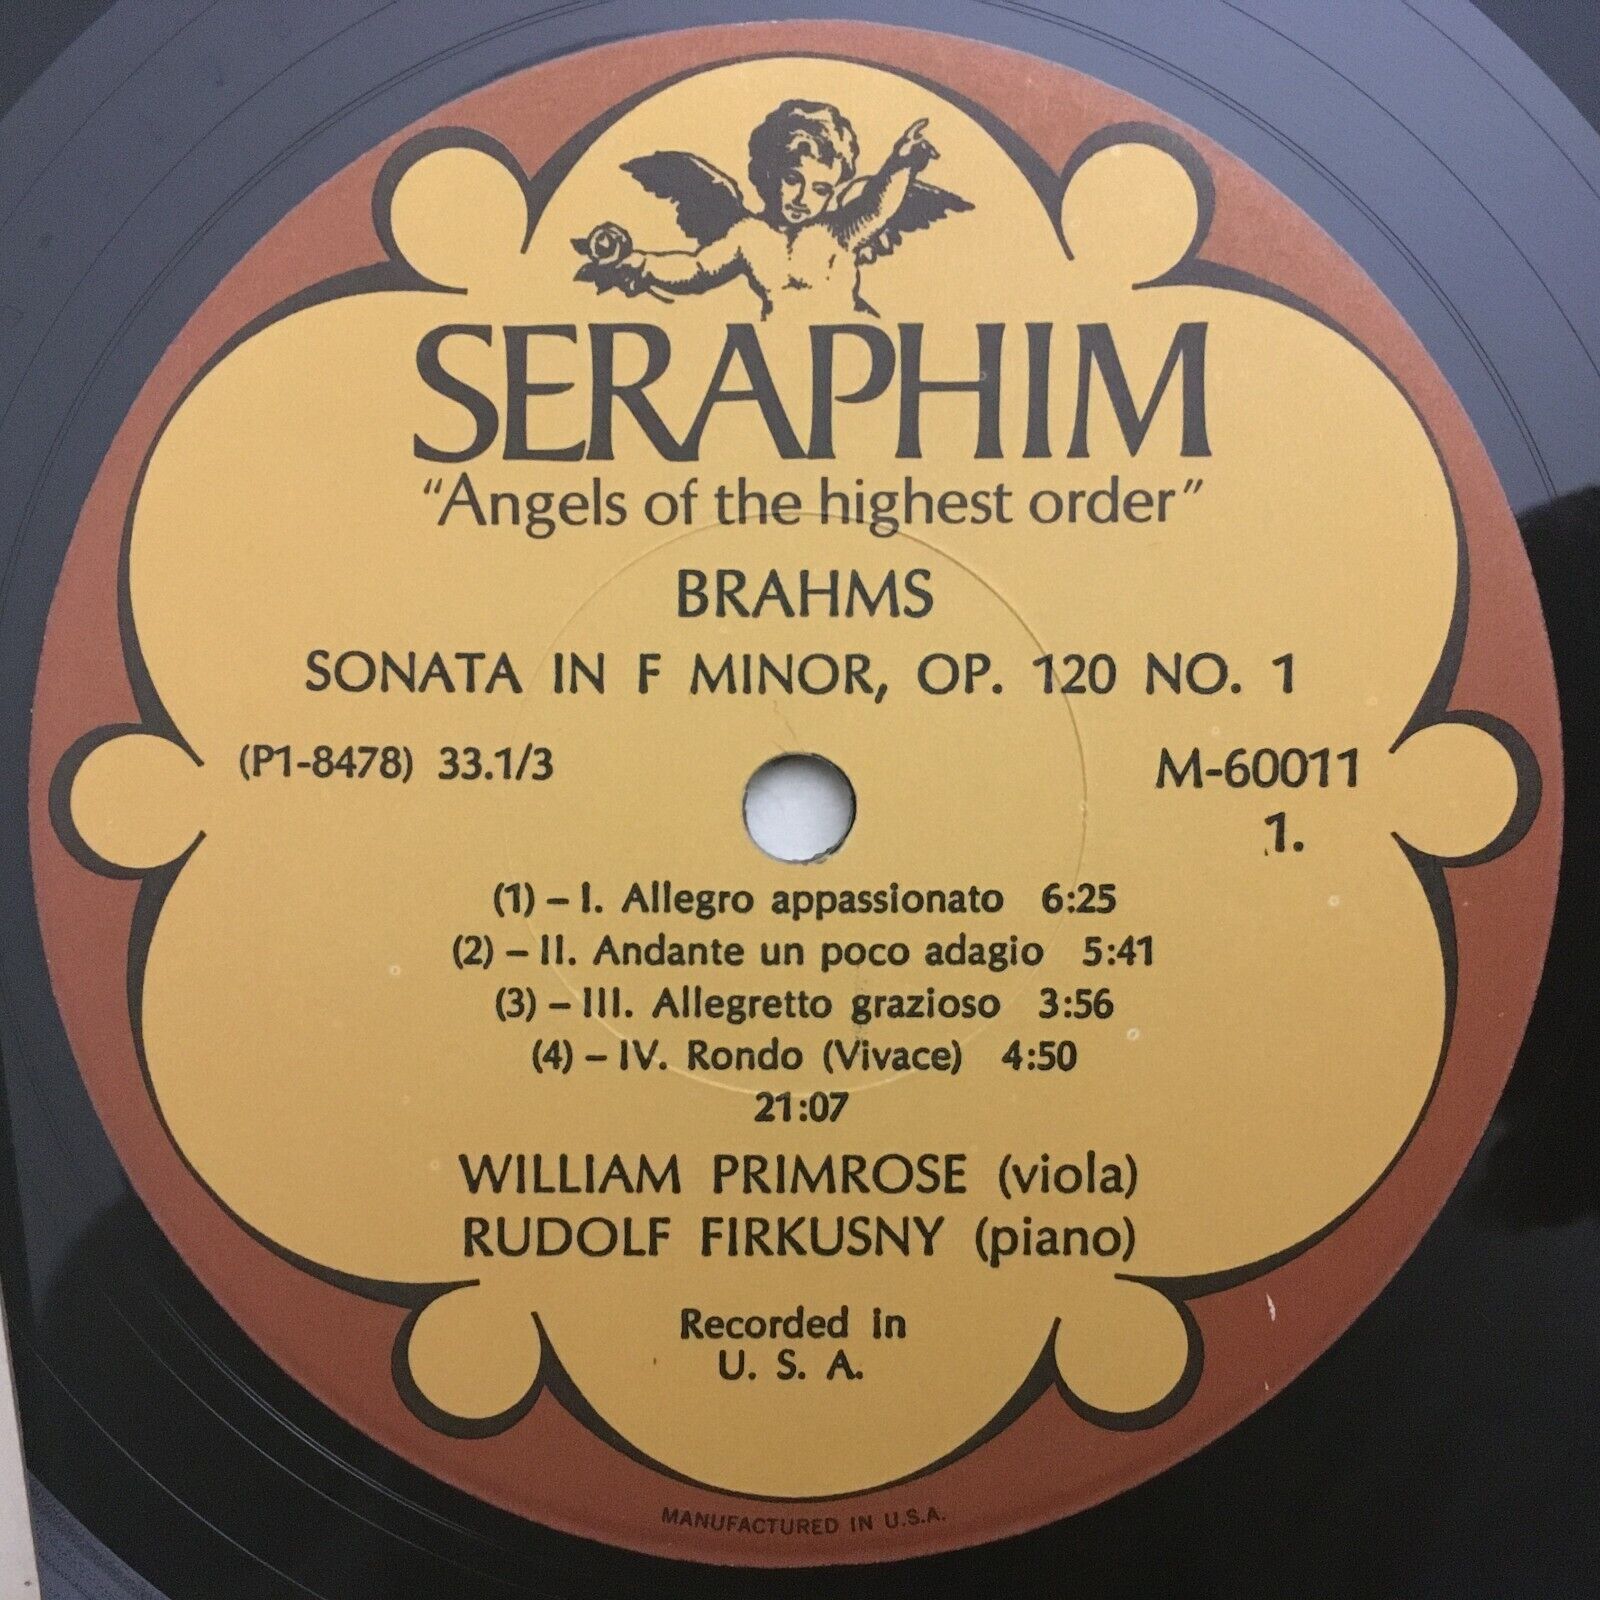 SERAPHIM
"Angels of the highest order"
BRAHMS
SONATA IN F MINOR, OP. 120 NO. 1
(P1-8478) 33.1/3
M-60011
1.
(1) – I. Allegro appassionato 6:25
(2) – II. Andante un poco adagio 5:41
(3) – III. Allegretto grazioso 3:56
(4) – IV. Rondo (Vivace) 4:50
21:07
WILLIAM PRIMROSE (viola)
RUDOLF FIRKUSNY (piano)
Recorded in
U. S. A.
MANUFACTURED IN U.S.A.